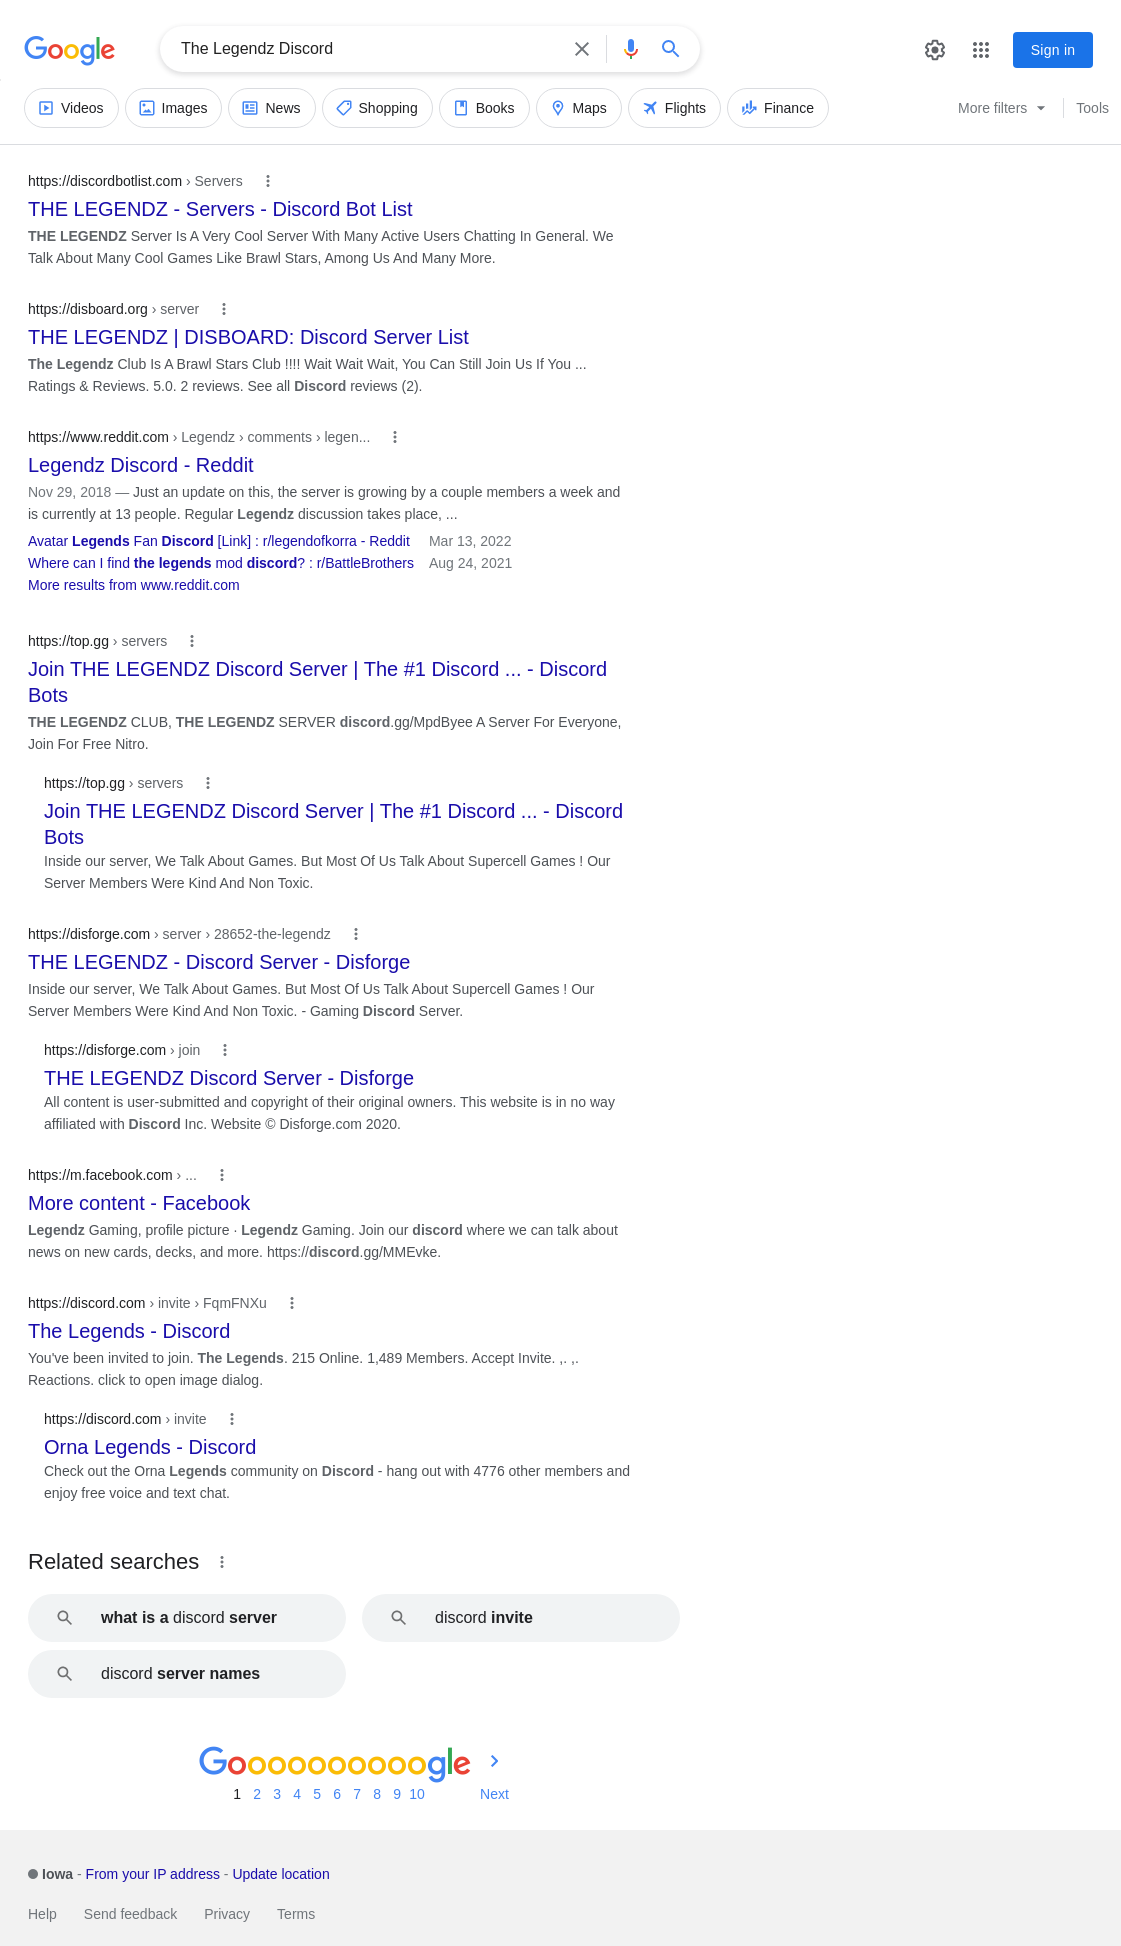 Google
The Legendz Discord
Sign in
Videos
Images
News
Shopping
Books
Maps
Flights
Finance
More filters
Tools
https://discordbotlist.com › Servers
THE LEGENDZ - Servers - Discord Bot List
THE LEGENDZ Server Is A Very Cool Server With Many Active Users Chatting In General. We
Talk About Many Cool Games Like Brawl Stars, Among Us And Many More.
https://disboard.org › server
THE LEGENDZ | DISBOARD: Discord Server List
The Legendz Club Is A Brawl Stars Club !!!! Wait Wait Wait, You Can Still Join Us If You ...
Ratings & Reviews. 5.0. 2 reviews. See all Discord reviews (2).
https://www.reddit.com › Legendz › comments › legen...
Legendz Discord - Reddit
Nov 29, 2018 — Just an update on this, the server is growing by a couple members a week and
is currently at 13 people. Regular Legendz discussion takes place, ...
Avatar Legends Fan Discord [Link] : r/legendofkorra - Reddit Mar 13, 2022
Where can I find the legends mod discord? : r/BattleBrothers Aug 24, 2021
More results from www.reddit.com
https://top.gg › servers
Join THE LEGENDZ Discord Server | The #1 Discord ... - Discord
Bots
THE LEGENDZ CLUB, THE LEGENDZ SERVER discord.gg/MpdByee A Server For Everyone,
Join For Free Nitro.
https://top.gg › servers
Join THE LEGENDZ Discord Server | The #1 Discord ... - Discord
Bots
Inside our server, We Talk About Games. But Most Of Us Talk About Supercell Games ! Our
Server Members Were Kind And Non Toxic.
https://disforge.com › server › 28652-the-legendz
THE LEGENDZ - Discord Server - Disforge
Inside our server, We Talk About Games. But Most Of Us Talk About Supercell Games ! Our
Server Members Were Kind And Non Toxic. - Gaming Discord Server.
https://disforge.com › join
THE LEGENDZ Discord Server - Disforge
All content is user-submitted and copyright of their original owners. This website is in no way
affiliated with Discord Inc. Website © Disforge.com 2020.
https://m.facebook.com › ...
More content - Facebook
Legendz Gaming, profile picture · Legendz Gaming. Join our discord where we can talk about
news on new cards, decks, and more. https://discord.gg/MMEvke.
https://discord.com › invite › FqmFNXu
The Legends - Discord
You've been invited to join. The Legends. 215 Online. 1,489 Members. Accept Invite. ,. ,.
Reactions. click to open image dialog.
https://discord.com › invite
Orna Legends - Discord
Check out the Orna Legends community on Discord - hang out with 4776 other members and
enjoy free voice and text chat.
Related searches
what is a discord server
discord invite
discord server names
Goooooooooogle
1 2 3 4 5 6 7 8 9 10 Next
Iowa - From your IP address - Update location
Help Send feedback Privacy Terms